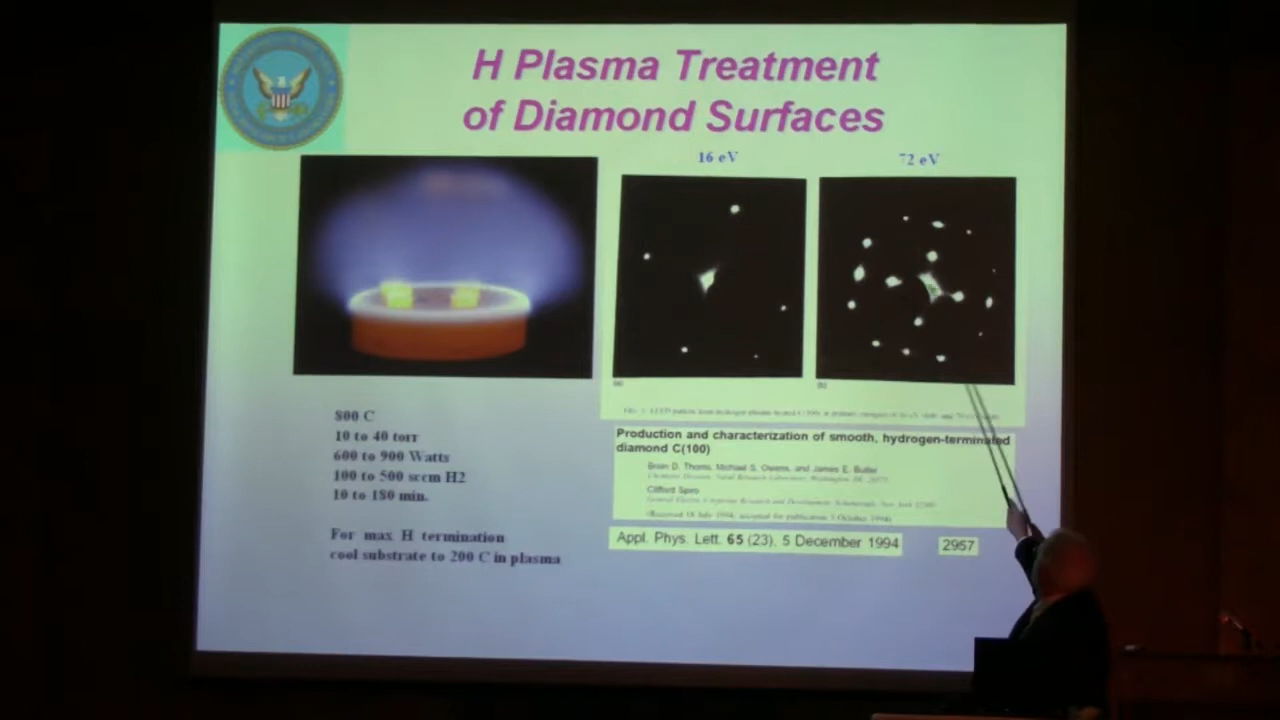 H Plasma Treatment
of Diamond Surfaces
16 eV
72 eV
800 C
10 to 40 torr
600 to 900 Watts
100 to 500 sccm H2
10 to 180 min.
For max H termination
cool substrate to 200 C in plasma
(a)
(b)
Production and characterization of smooth, hydrogen-terminated
diamond C(100)
Brian D. Thoms, Michael S. Owens, and James E. Butler
Clifford Spiro
Appl. Phys. Lett. 65 (23), 5 December 1994
2957